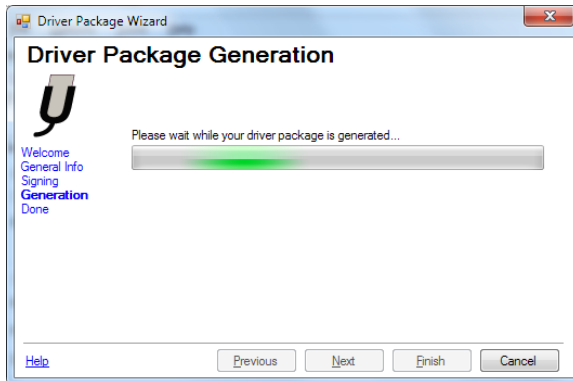 Driver Package Wizard
Driver Package Generation
Please wait while your driver package is generated...
Welcome
General Info
Signing
Generation
Done
Help
Previous
Next
Finish
Cancel